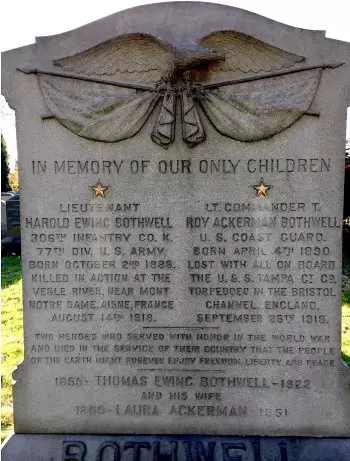 IN MEMORY OF OUR ONLY CHILDREN
LIEUTENANT
HAROLD EWING BOTHWELL
306TH INFANTRY CO. K.
77TH DIV. U. S. ARMY.
BORN OCTOBER 2ND 1886.
KILLED IN ACTION AT THE
VESLE RIVER, NEAR MONT
NOTRE DAME, AISNE, FRANCE
AUGUST 14TH 1918.
LT. COMMANDER T.
ROY ACKERMAN BOTHWELL
U. S. COAST GUARD.
BORN APRIL 4TH 1890
LOST WITH ALL ON BOARD
THE U. S. S. TAMPA CT. GD.
TORPEDOED IN THE BRISTOL
CHANNEL, ENGLAND,
SEPTEMBER 26TH 1918.
TWO HEROES WHO SERVED WITH HONOR IN THE WORLD WAR
AND DIED IN THE SERVICE OF THEIR COUNTRY THAT THE PEOPLE
OF THE EARTH MIGHT FOREVER ENJOY FREEDOM, LIBERTY AND PEACE
1855 - THOMAS EWING BOTHWELL - 1922
AND HIS WIFE
LAURA ACKERMAN
BOTHWELL